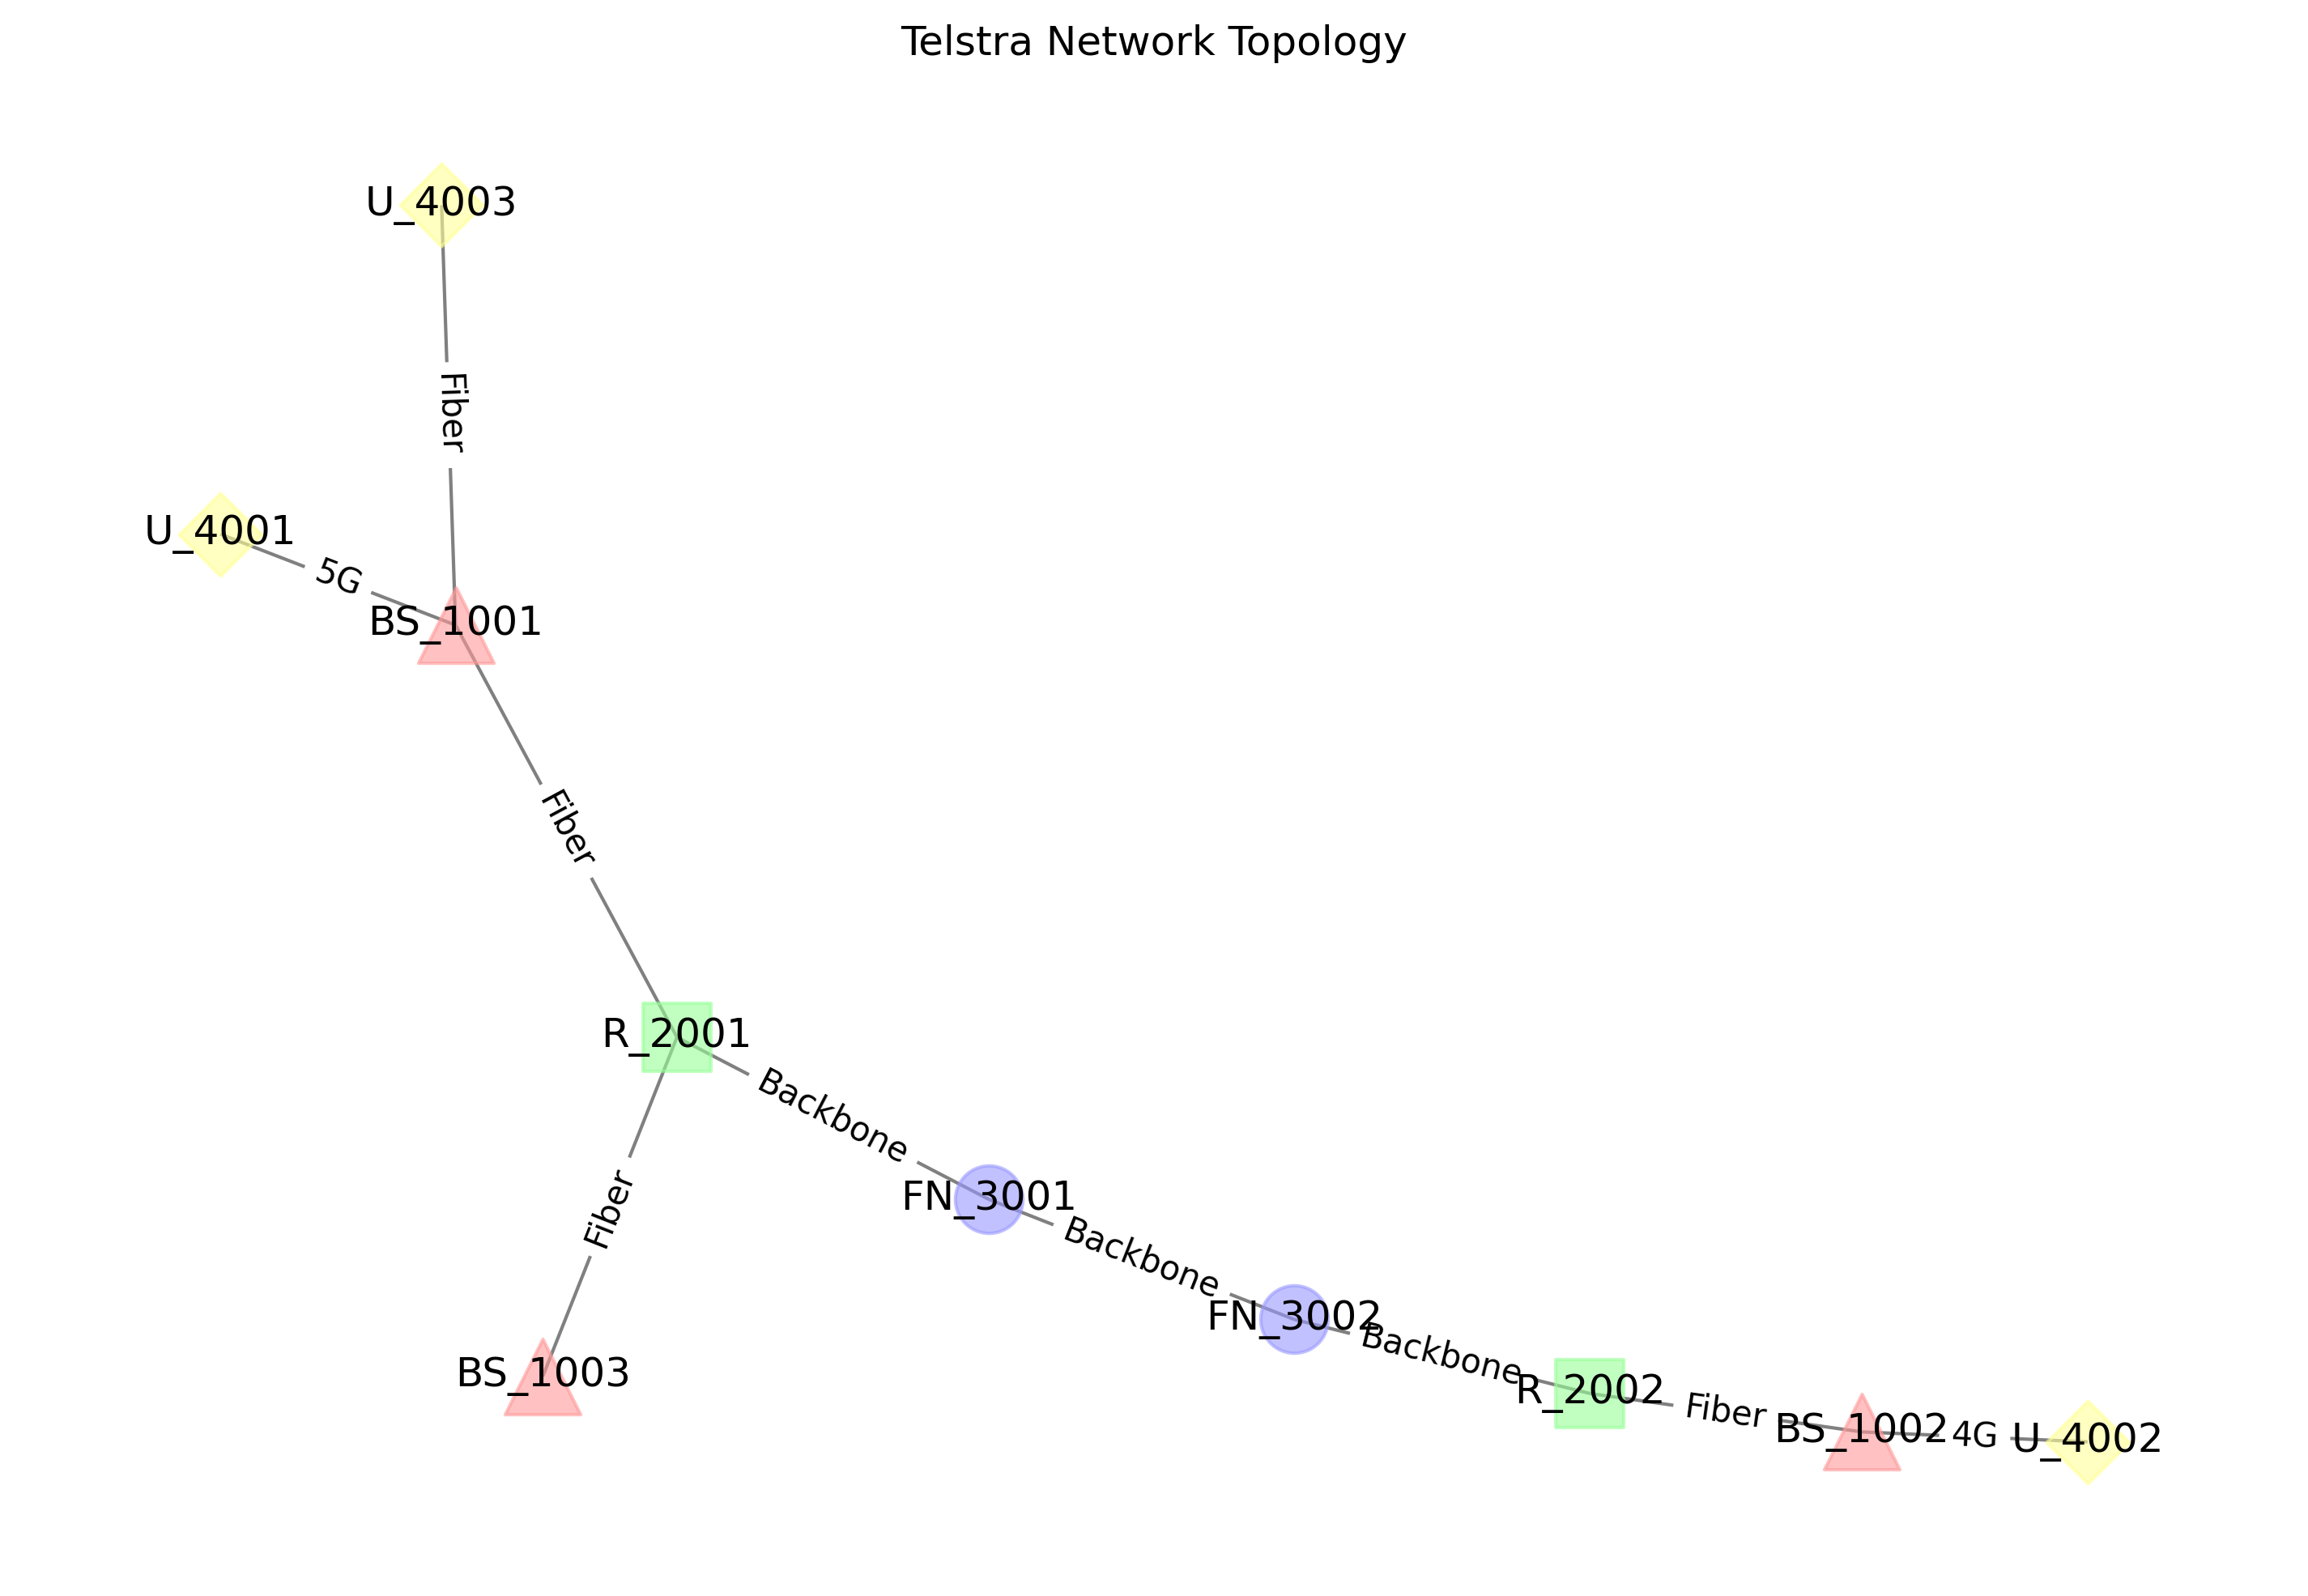 Telstra Network Topology
U_4003
Fiber
U_4001
5G
BS_1001
Fiber
R_2001
Backbone
Fiber
FN_3001
Backbone
FN_3002
Backbone
BS_1003
R_2002
Fiber
BS_1002
4G
U_4002